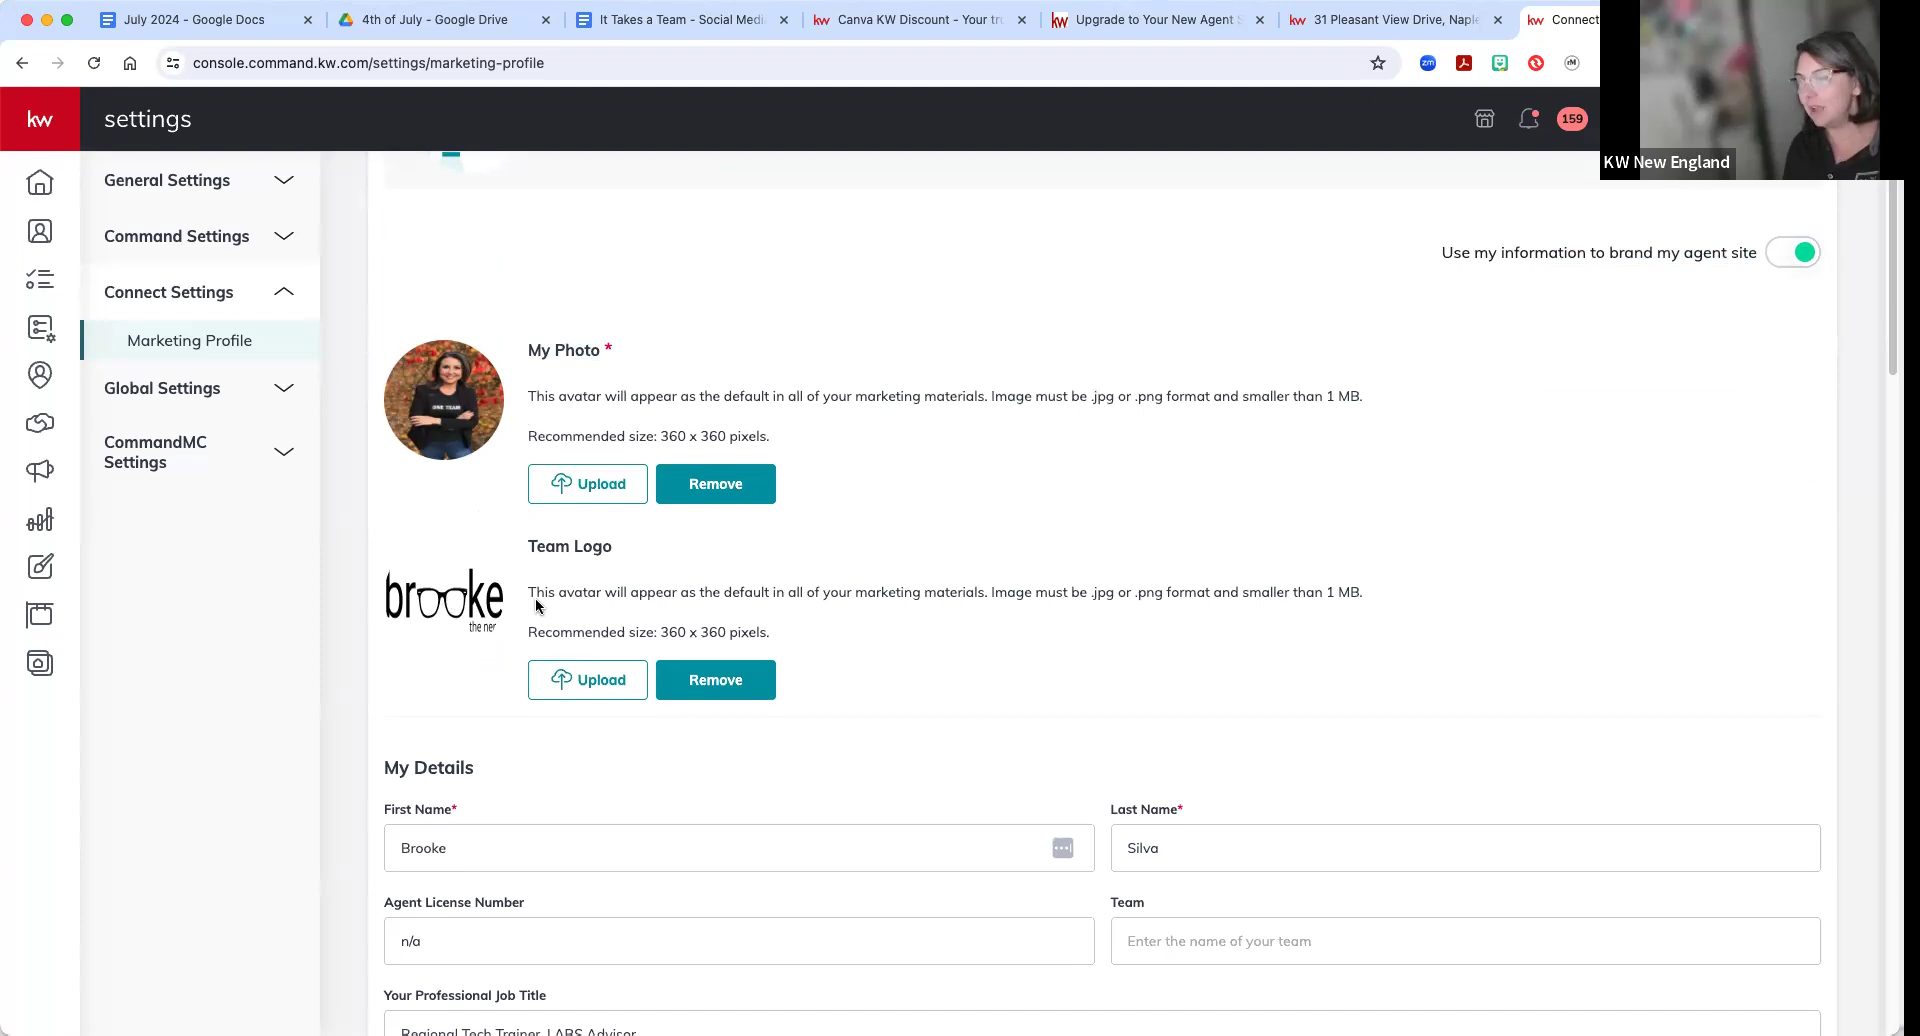 July 2024 - Google Docs
4th of July - Google Drive
It Takes a Team - Social Medi
Canva KW Discount - Your tr
Upgrade to Your New Agent S
31 Pleasant View Drive, Naple
Connect
console.command.kw.com/settings/marketing-profile
zm
kw
settings
159
KW New England
General Settings
Command Settings
Connect Settings
Marketing Profile
Global Settings
CommandMC
Settings
Use my information to brand my agent site
My Photo *
This avatar will appear as the default in all of your marketing materials. Image must be .jpg or .png format and smaller than 1 MB.
Recommended size: 360 x 360 pixels.
Upload
Remove
ONE TEAM
Team Logo
brooke
the ner
This avatar will appear as the default in all of your marketing materials. Image must be .jpg or .png format and smaller than 1 MB.
Recommended size: 360 x 360 pixels.
Upload
Remove
My Details
First Name*
Last Name*
Brooke
Silva
Agent License Number
Team
n/a
Enter the name of your team
Your Professional Job Title
Regional Tech Trainer, LABS Advisor